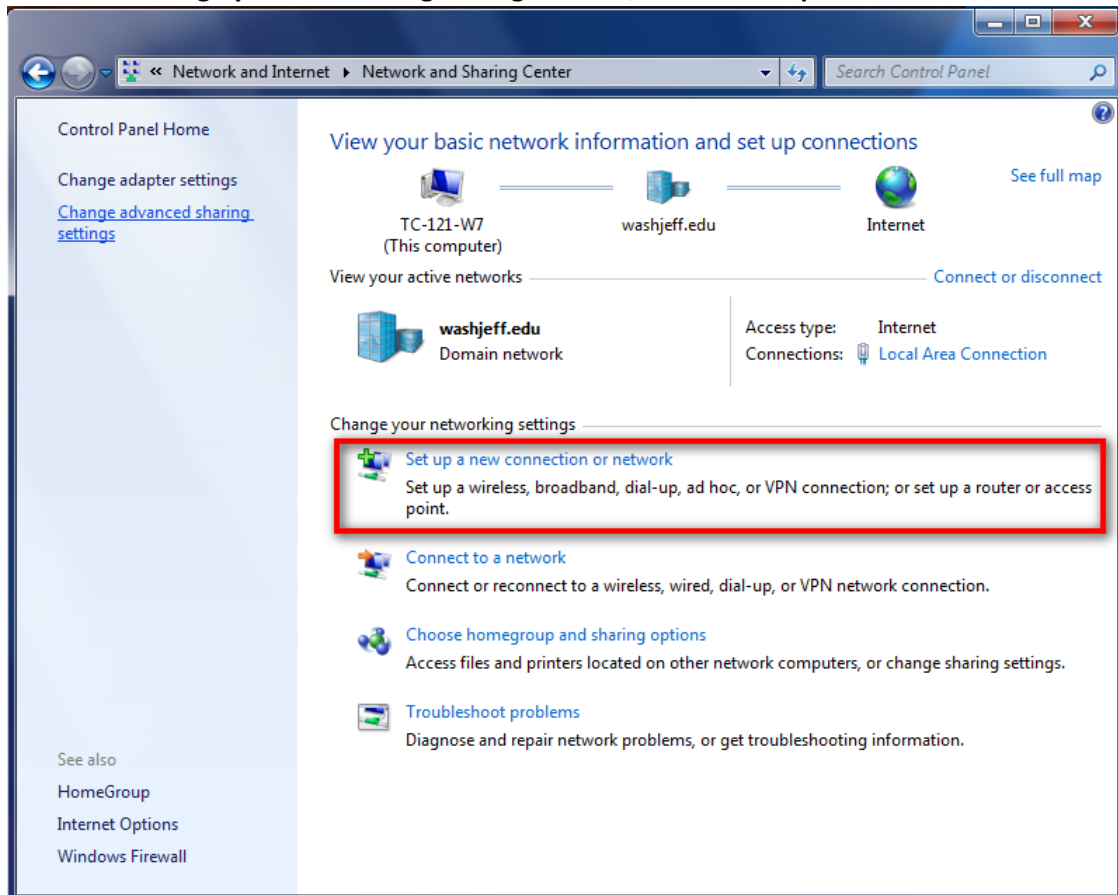 « Network and Internet ▸ Network and Sharing Center
Search Control Panel
Control Panel Home
Change adapter settings
Change advanced sharing
settings
See also
HomeGroup
Internet Options
Windows Firewall
View your basic network information and set up connections
See full map
TC-121-W7
(This computer)
washjeff.edu
Internet
View your active networks
Connect or disconnect
washjeff.edu
Domain network
Access type: Internet
Connections: Local Area Connection
Change your networking settings
Set up a new connection or network
Set up a wireless, broadband, dial-up, ad hoc, or VPN connection; or set up a router or access
point.
Connect to a network
Connect or reconnect to a wireless, wired, dial-up, or VPN network connection.
Choose homegroup and sharing options
Access files and printers located on other network computers, or change sharing settings.
Troubleshoot problems
Diagnose and repair network problems, or get troubleshooting information.